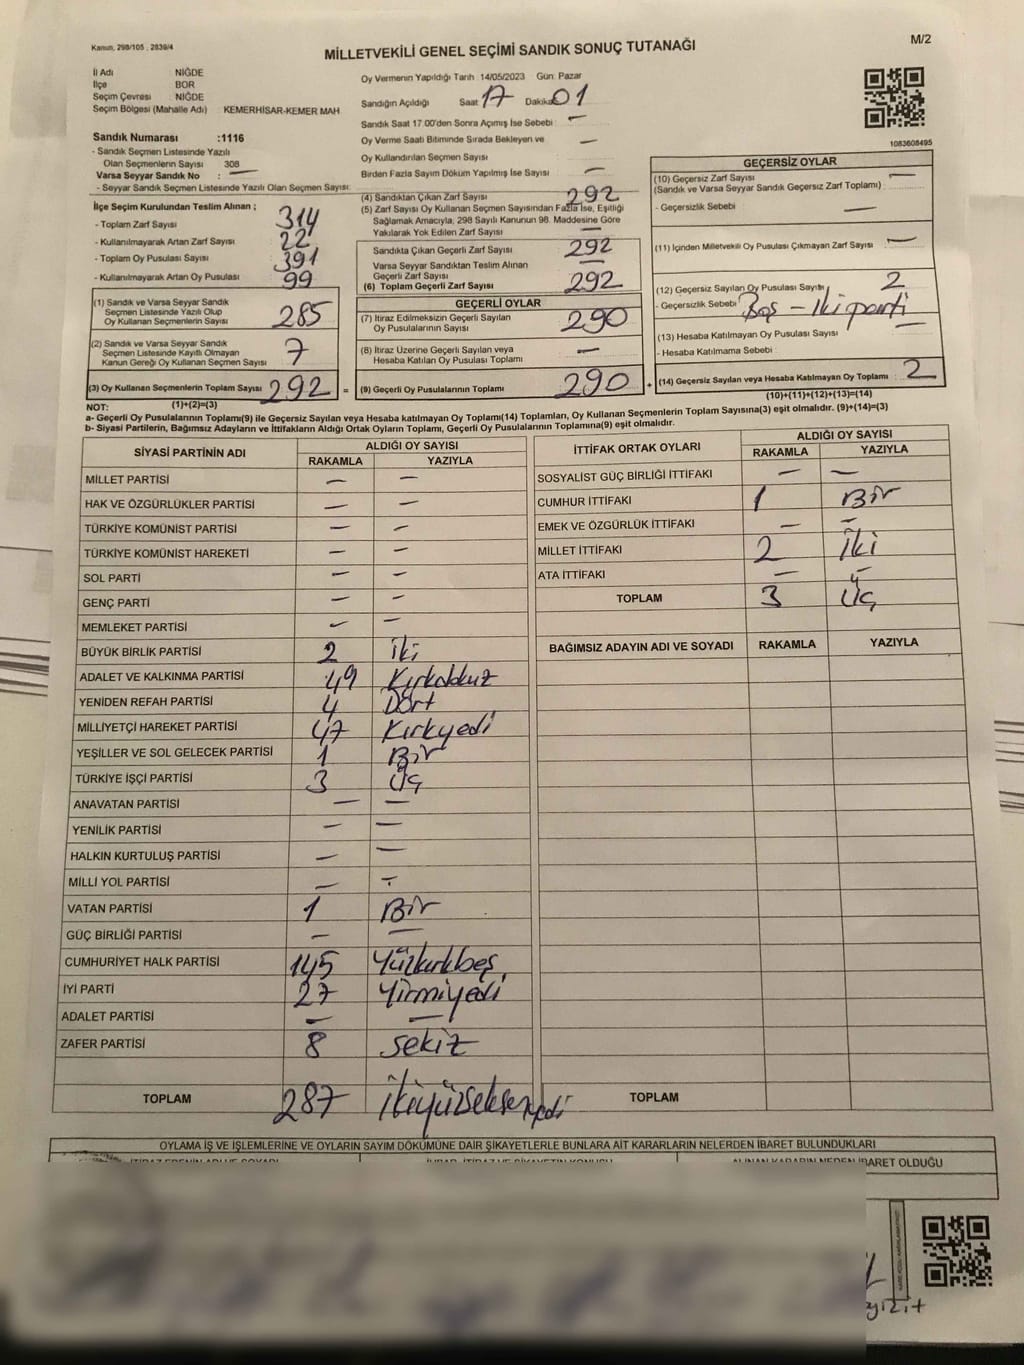 Kanun, 298/105 , 2839/4
MİLLETVEKİLİ GENEL SEÇİMİ SANDIK SONUÇ TUTANAĞI
M/2
İl Adı : NİĞDE
İlçe : BOR
Seçim Çevresi : NİĞDE
Seçim Bölgesi (Mahalle Adı) : KEMERHİSAR-KEMER MAH
Sandık Numarası :1116
- Sandık Seçmen Listesinde Yazılı
Olan Seçmenlerin Sayısı 308
Varsa Seyyar Sandık No : —
- Seyyar Sandık Seçmen Listesinde Yazılı Olan Seçmen Sayısı:
İlçe Seçim Kurulundan Teslim Alınan ;
- Toplam Zarf Sayısı : 314
- Kullanılmayarak Artan Zarf Sayısı : 22
- Toplam Oy Pusulası Sayısı : 391
- Kullanılmayarak Artan Oy Pusulası : 99
(1) Sandık ve Varsa Seyyar Sandık
Seçmen Listesinde Yazılı Olup
Oy Kullanan Seçmenlerin Sayısı : 285
(2) Sandık ve Varsa Seyyar Sandık
Seçmen Listesinde Kayıtlı Olmayan
Kanun Gereği Oy Kullanan Seçmen Sayısı : 7
(3) Oy Kullanan Seçmenlerin Toplam Sayısı : 292 =
(1)+(2)=(3)
Oy Vermenin Yapıldığı Tarih 14/05/2023 Gün: Pazar
Sandığın Açıldığı Saat 17 Dakika 01
Sandık Saat 17.00'den Sonra Açımış İse Sebebi : —
Oy Verme Saati Bitiminde Sırada Bekleyen ve —
Oy Kullandırılan Seçmen Sayısı
Birden Fazla Sayım Döküm Yapılmış İse Sayısı : —
(4) Sandıktan Çıkan Zarf Sayısı : 292
(5) Zarf Sayısı Oy Kullanan Seçmen Sayısından Fazla İse, Eşitliği
Sağlamak Amacıyla, 298 Sayılı Kanunun 98. Maddesine Göre
Yakılarak Yok Edilen Zarf Sayısı : —
Sandıkta Çıkan Geçerli Zarf Sayısı : 292
Varsa Seyyar Sandıktan Teslim Alınan —
Geçerli Zarf Sayısı
(6) Toplam Geçerli Zarf Sayısı : 292
GEÇERLİ OYLAR
(7) İtiraz Edilmeksizin Geçerli Sayılan
Oy Pusulalarının Sayısı : 290
(8) İtiraz Üzerine Geçerli Sayılan veya
Hesaba Katılan Oy Pusulası Toplamı : —
(9) Geçerli Oy Pusulalarının Toplamı : 290 +
1083608495
GEÇERSİZ OYLAR
(10) Geçersiz Zarf Sayısı : —
(Sandık ve Varsa Seyyar Sandık Geçersiz Zarf Toplamı) :
- Geçersizlik Sebebi : —
(11) İçinden Milletvekili Oy Pusulası Çıkmayan Zarf Sayısı : —
(12) Geçersiz Sayılan Oy Pusulası Sayısı : 2
- Geçersizlik Sebebi : Boş - İki parti
(13) Hesaba Katılmayan Oy Pusulası Sayısı : —
- Hesaba Katılmama Sebebi :
(14) Geçersiz Sayılan veya Hesaba Katılmayan Oy Toplamı : 2
(10)+(11)+(12)+(13)=(14)
NOT:
a- Geçerli Oy Pusulalarının Toplamı(9) ile Geçersiz Sayılan veya Hesaba katılmayan Oy Toplamı(14) Toplamları, Oy Kullanan Seçmenlerin Toplam Sayısına(3) eşit olmalıdır. (9)+(14)=(3)
b- Siyasi Partilerin, Bağımsız Adayların ve İttifakların Aldığı Ortak Oyların Toplamı, Geçerli Oy Pusulalarının Toplamına(9) eşit olmalıdır.
SİYASİ PARTİNİN ADI ALDIĞI OY SAYISI
RAKAMLA YAZIYLA
MİLLET PARTİSİ — —
HAK VE ÖZGÜRLÜKLER PARTİSİ — —
TÜRKİYE KOMÜNİST PARTİSİ — —
TÜRKİYE KOMÜNİST HAREKETİ — —
SOL PARTİ — —
GENÇ PARTİ — —
MEMLEKET PARTİSİ — —
BÜYÜK BİRLİK PARTİSİ 2 iki
ADALET VE KALKINMA PARTİSİ 49 Kırkdokuz
YENİDEN REFAH PARTİSİ 4 Dört
MİLLİYETÇİ HAREKET PARTİSİ 47 Kırkyedi
YEŞİLLER VE SOL GELECEK PARTİSİ 1 Bir
TÜRKİYE İŞÇİ PARTİSİ 3 Üç
ANAVATAN PARTİSİ — —
YENİLİK PARTİSİ — —
HALKIN KURTULUŞ PARTİSİ — —
MİLLİ YOL PARTİSİ — —
VATAN PARTİSİ 1 Bir
GÜÇ BİRLİĞİ PARTİSİ — —
CUMHURİYET HALK PARTİSİ 145 Yüzkırkbeş
İYİ PARTİ 27 Yirmiyedi
ADALET PARTİSİ — —
ZAFER PARTİSİ 8 Sekiz
TOPLAM 287 İkiyüzseksenyedi
İTTİFAK ORTAK OYLARI ALDIĞI OY SAYISI
RAKAMLA YAZIYLA
SOSYALİST GÜÇ BİRLİĞİ İTTİFAKI — —
CUMHUR İTTİFAKI 1 Bir
EMEK VE ÖZGÜRLÜK İTTİFAKI — —
MİLLET İTTİFAKI 2 İki
ATA İTTİFAKI — —
TOPLAM 3 Üç
BAĞIMSIZ ADAYIN ADI VE SOYADI RAKAMLA YAZIYLA
TOPLAM
OYLAMA İŞ VE İŞLEMLERİNE VE OYLARIN SAYIM DÖKÜMÜNE DAİR ŞİKAYETLERLE BUNLARA AİT KARARLARIN NELERDEN İBARET BULUNDUKLARI
İTİRAZ EDENİN ADI VE SOYADI İHBAR, İTİRAZ VE ŞİKAYETİN KONUSU ALINAN KARARIN NEDEN İBARET OLDUĞU